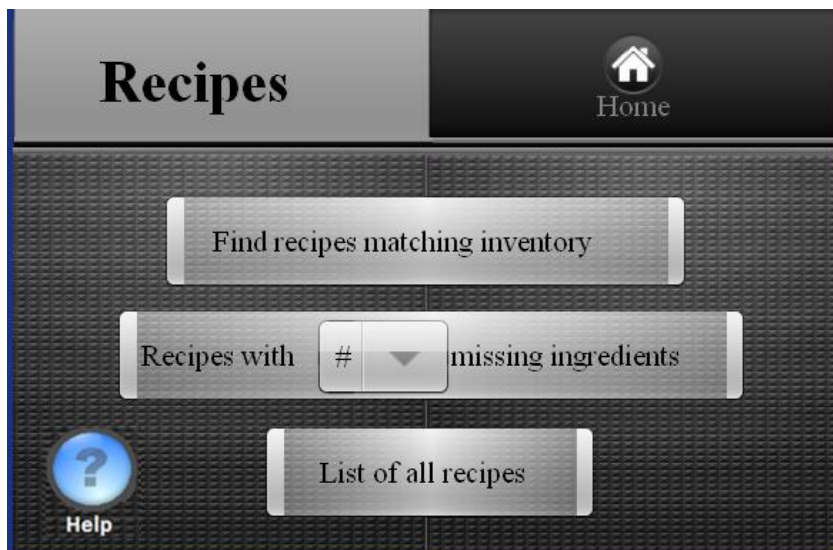 Recipes
Home
Find recipes matching inventory
Recipes with # missing ingredients
List of all recipes
?
Help